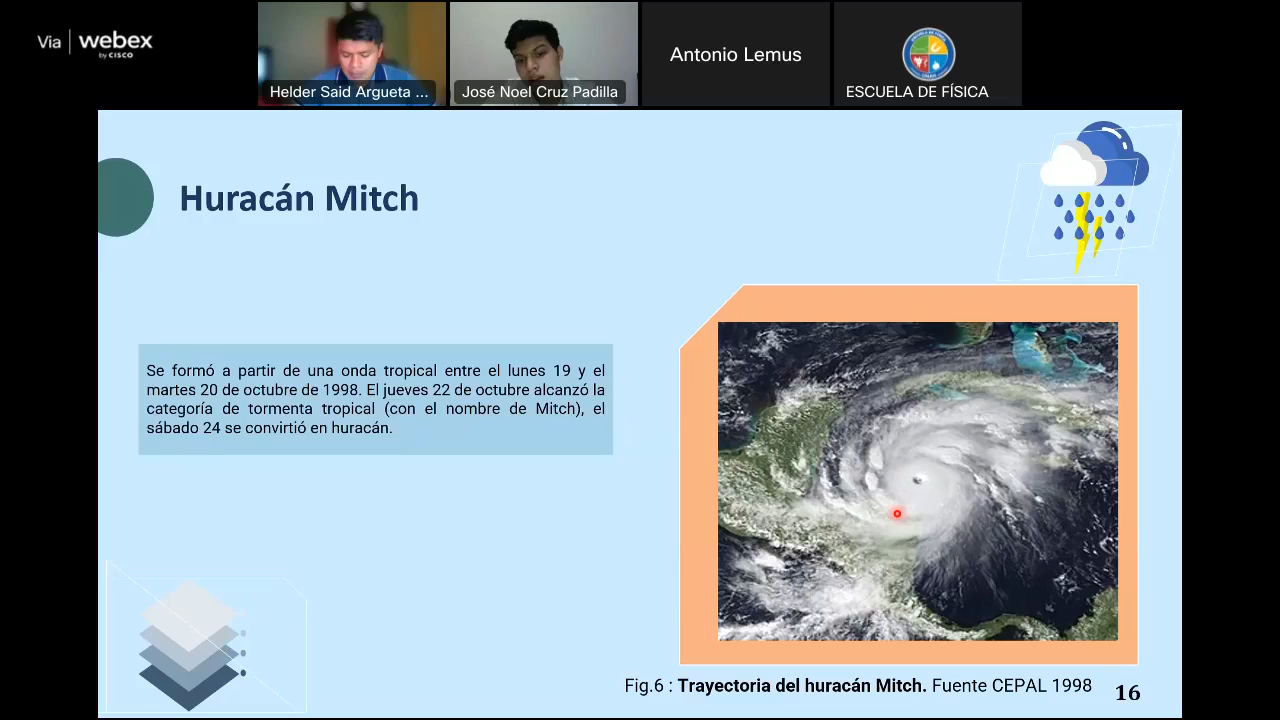 Via | webex
by CISCO
Helder Said Argueta ...
José Noel Cruz Padilla
Antonio Lemus
ESCUELA DE FÍSICA
Huracán Mitch
Se formó a partir de una onda tropical entre el lunes 19 y el
martes 20 de octubre de 1998. El jueves 22 de octubre alcanzó la
categoría de tormenta tropical (con el nombre de Mitch), el
sábado 24 se convirtió en huracán.
Fig.6 : Trayectoria del huracán Mitch. Fuente CEPAL 1998
16